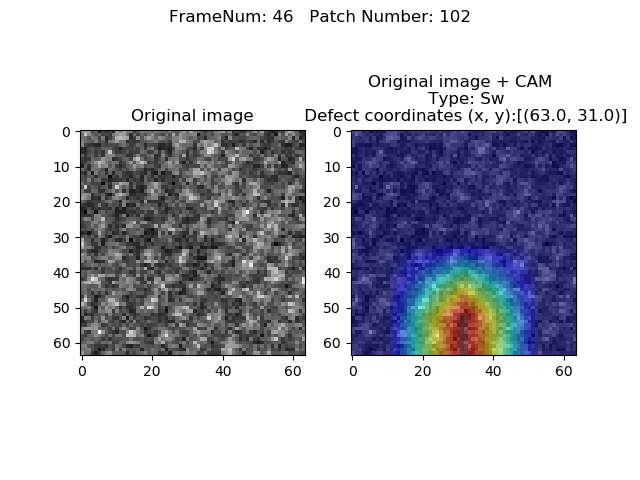 FrameNum: 46   Patch Number: 102
Original image
0
10
20
30
40
50
60
0 20 40 60
Original image + CAM
Type: Sw
Defect coordinates (x, y):[(63.0, 31.0)]
0
10
20
30
40
50
60
0 20 40 60